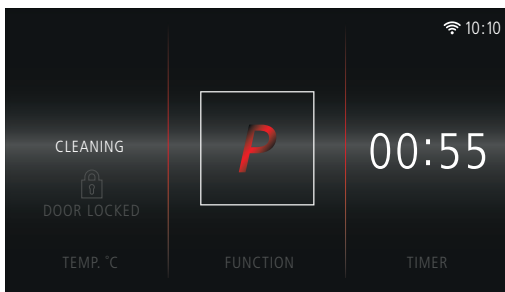 10:10
CLEANING
P
00:55
DOOR LOCKED
TEMP. °C
FUNCTION
TIMER